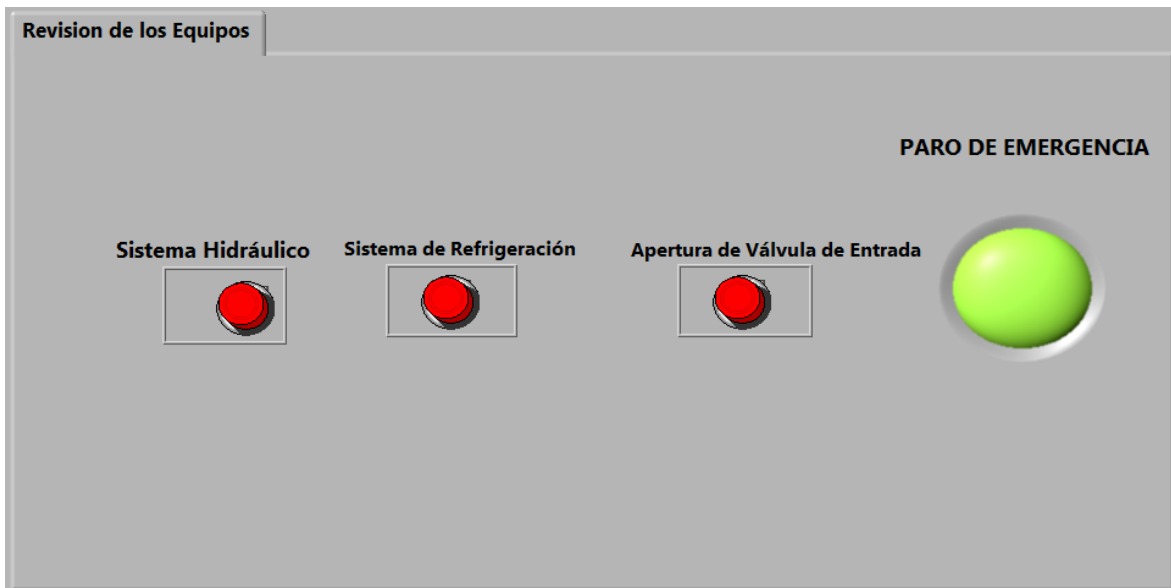 Revision de los Equipos
PARO DE EMERGENCIA
Sistema Hidráulico
Sistema de Refrigeración
Apertura de Válvula de Entrada